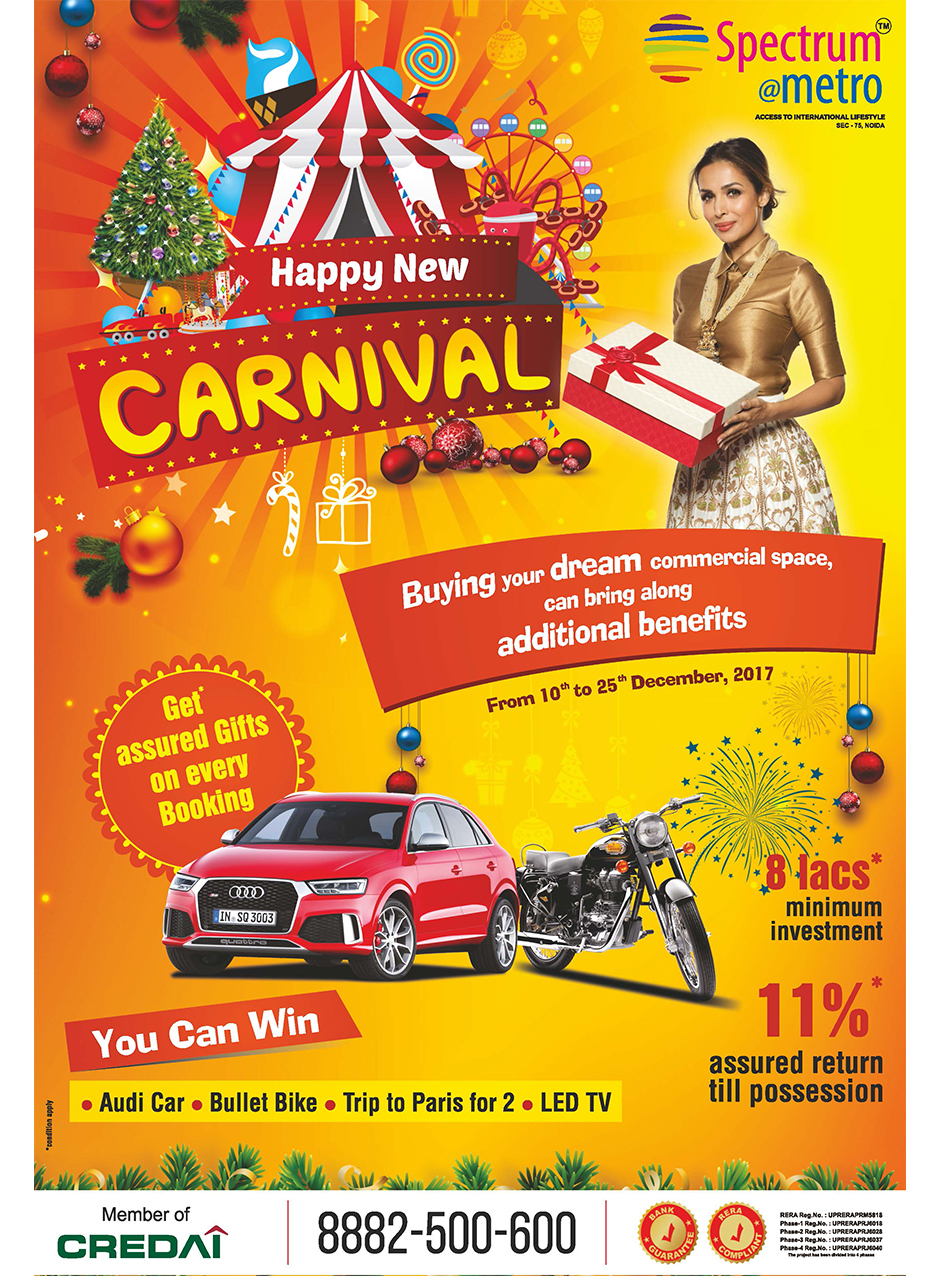 Spectrum™
@metro
ACCESS TO INTERNATIONAL LIFESTYLE
SEC - 75, NOIDA
Happy New
CARNIVAL
Buying your dream commercial space,
can bring along
additional benefits
From 10th to 25th December, 2017
Get*
assured Gifts
on every
Booking
IN·SQ 3003
quattro
8 lacs*
minimum
investment
11%*
assured return
till possession
You Can Win
• Audi Car • Bullet Bike • Trip to Paris for 2 • LED TV
*condition apply
Member of
CREDAI
8882-500-600
BANK
GUARANTEE
RERA
COMPLIANT
RERA Reg.No. : UPRERAPRM5818
Phase-1 Reg.No. : UPRERAPRJ6018
Phase-2 Reg.No. : UPRERAPRJ6028
Phase-3 Reg.No. : UPRERAPRJ6037
Phase-4 Reg.No. : UPRERAPRJ6040
The project has been divided into 4 phases